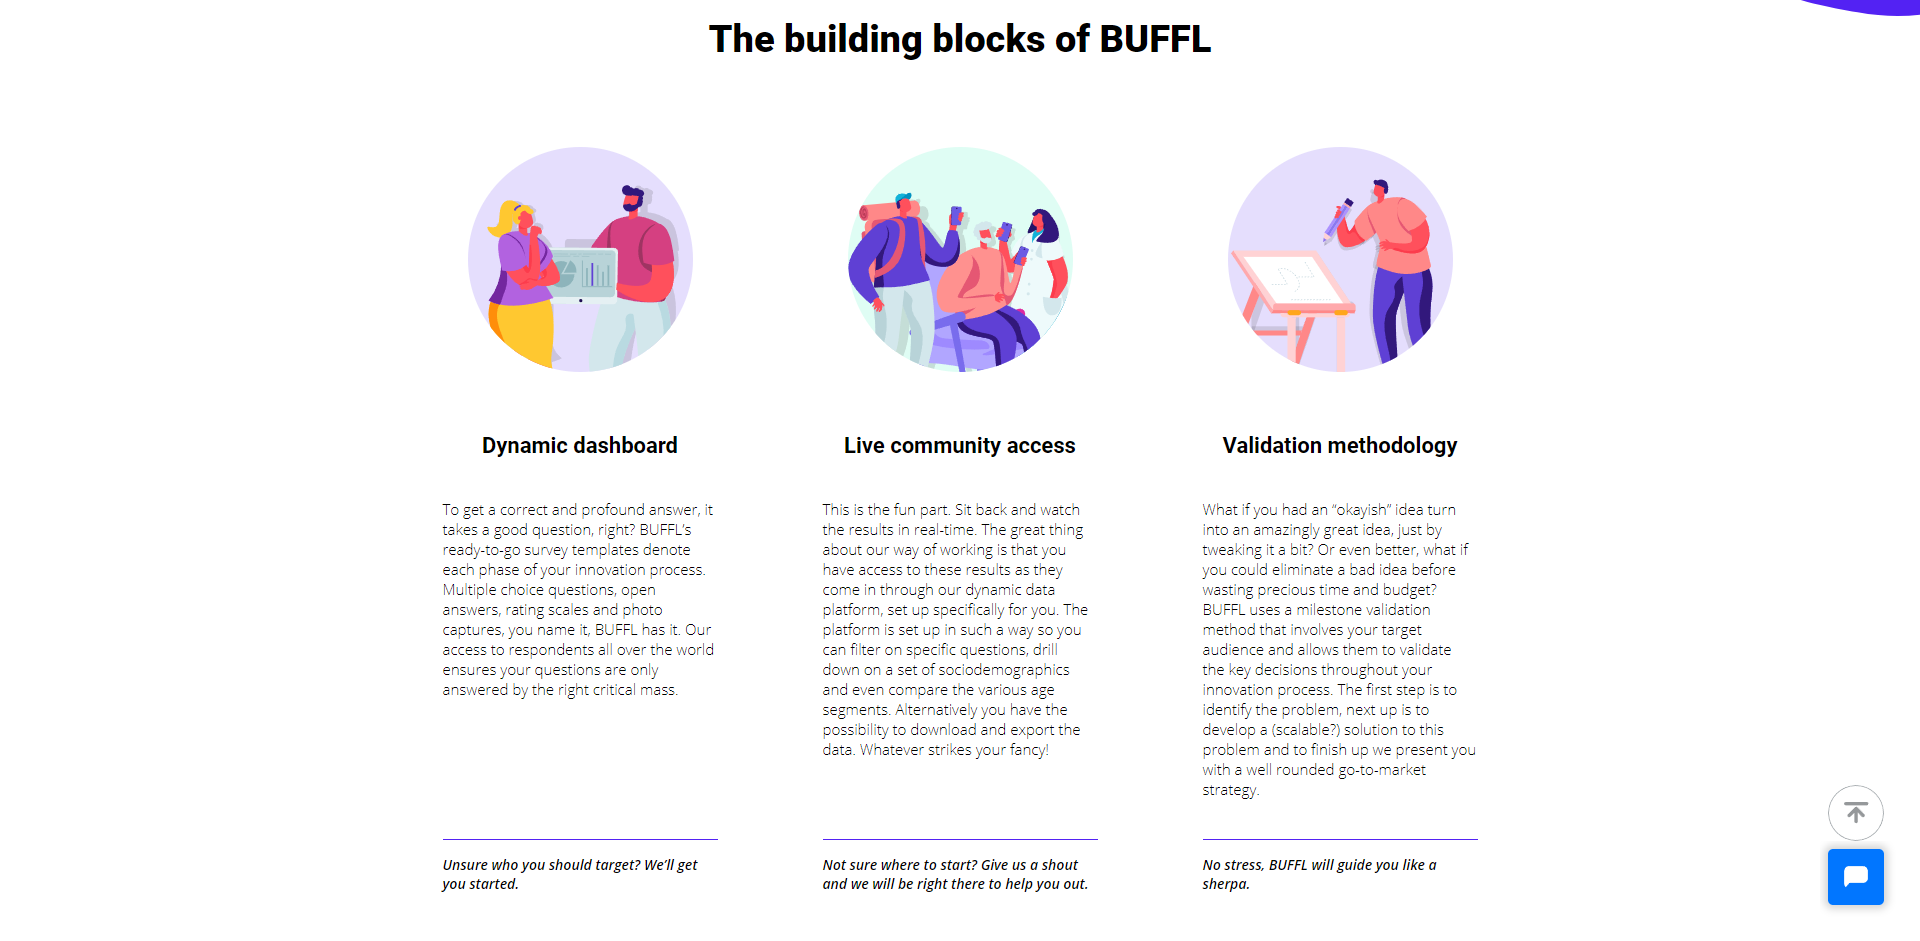 The building blocks of BUFFL
Dynamic dashboard
To get a correct and profound answer, it
takes a good question, right? BUFFL’s
ready-to-go survey templates denote
each phase of your innovation process.
Multiple choice questions, open
answers, rating scales and photo
captures, you name it, BUFFL has it. Our
access to respondents all over the world
ensures your questions are only
answered by the right critical mass.
Unsure who you should target? We’ll get
you started.
Live community access
This is the fun part. Sit back and watch
the results in real-time. The great thing
about our way of working is that you
have access to these results as they
come in through our dynamic data
platform, set up specifically for you. The
platform is set up in such a way so you
can filter on specific questions, drill
down on a set of sociodemographics
and even compare the various age
segments. Alternatively you have the
possibility to download and export the
data. Whatever strikes your fancy!
Not sure where to start? Give us a shout
and we will be right there to help you out.
Validation methodology
What if you had an “okayish” idea turn
into an amazingly great idea, just by
tweaking it a bit? Or even better, what if
you could eliminate a bad idea before
wasting precious time and budget?
BUFFL uses a milestone validation
method that involves your target
audience and allows them to validate
the key decisions throughout your
innovation process. The first step is to
identify the problem, next up is to
develop a (scalable?) solution to this
problem and to finish up we present you
with a well rounded go-to-market
strategy.
No stress, BUFFL will guide you like a
sherpa.